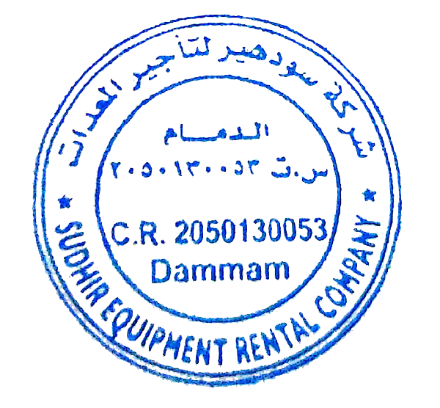 شركة سودهير لتأجير المعدات
الدمام
س.ت ٢٠٥٠١٣٠٠٥٣
C.R. 2050130053
Dammam
★ SUDHIR EQUIPMENT RENTAL COMPANY ★